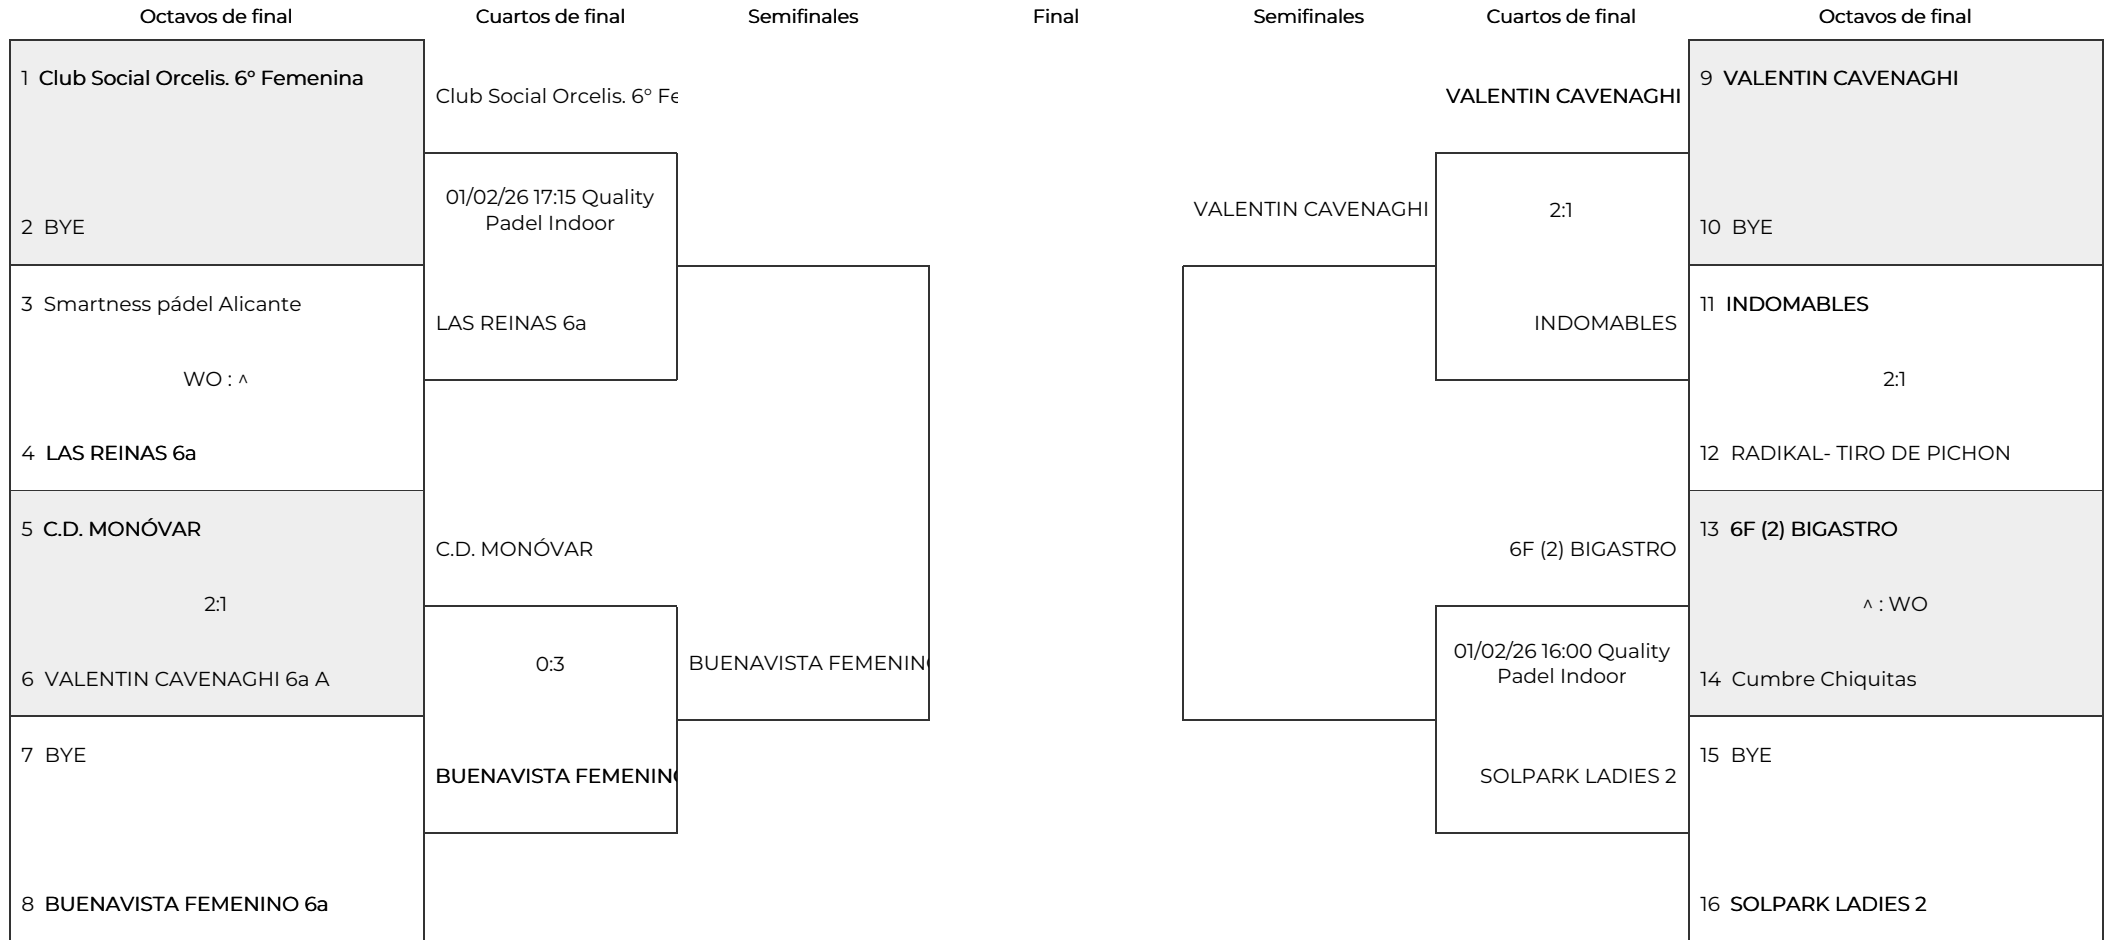 Octavos de final
Cuartos de final
Semifinales
Final
Semifinales
Cuartos de final
Octavos de final
1 Club Social Orcelis. 6º Femenina
2 BYE
3 Smartness pádel Alicante
WO : ^
4 LAS REINAS 6a
5 C.D. MONÓVAR
2:1
6 VALENTIN CAVENAGHI 6a A
7 BYE
8 BUENAVISTA FEMENINO 6a
Club Social Orcelis. 6º Fe
01/02/26 17:15 Quality
Padel Indoor
LAS REINAS 6a
C.D. MONÓVAR
0:3
BUENAVISTA FEMENINO
BUENAVISTA FEMENINO
VALENTIN CAVENAGHI
VALENTIN CAVENAGHI
2:1
INDOMABLES
6F (2) BIGASTRO
01/02/26 16:00 Quality
Padel Indoor
SOLPARK LADIES 2
9 VALENTIN CAVENAGHI
10 BYE
11 INDOMABLES
2:1
12 RADIKAL- TIRO DE PICHON
13 6F (2) BIGASTRO
^ : WO
14 Cumbre Chiquitas
15 BYE
16 SOLPARK LADIES 2